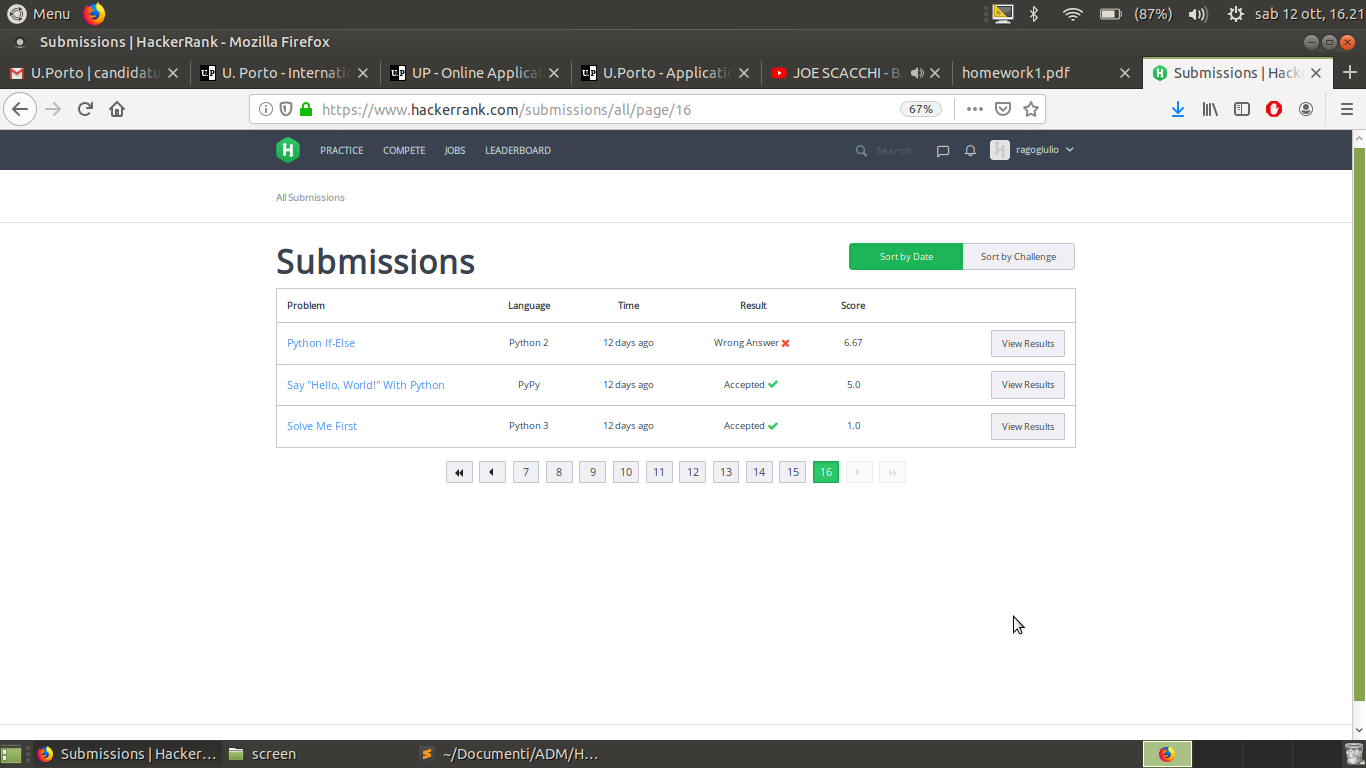 Menu (87%) sab 12 ott, 16.21
Submissions | HackerRank - Mozilla Firefox
U.Porto | candidatu U. Porto - Internatio UP - Online Applicat U.Porto - Applicatio JOE SCACCHI - B. homework1.pdf Submissions | Hack
https://www.hackerrank.com/submissions/all/page/16 67%
H PRACTICE COMPETE JOBS LEADERBOARD Search H ragogiulio
All Submissions
Submissions Sort by Date Sort by Challenge
Problem Language Time Result Score
Python If-Else Python 2 12 days ago Wrong Answer 6.67 View Results
Say "Hello, World!" With Python PyPy 12 days ago Accepted 5.0 View Results
Solve Me First Python 3 12 days ago Accepted 1.0 View Results
7 8 9 10 11 12 13 14 15 16
Submissions | Hacker... screen ~/Documenti/ADM/H...